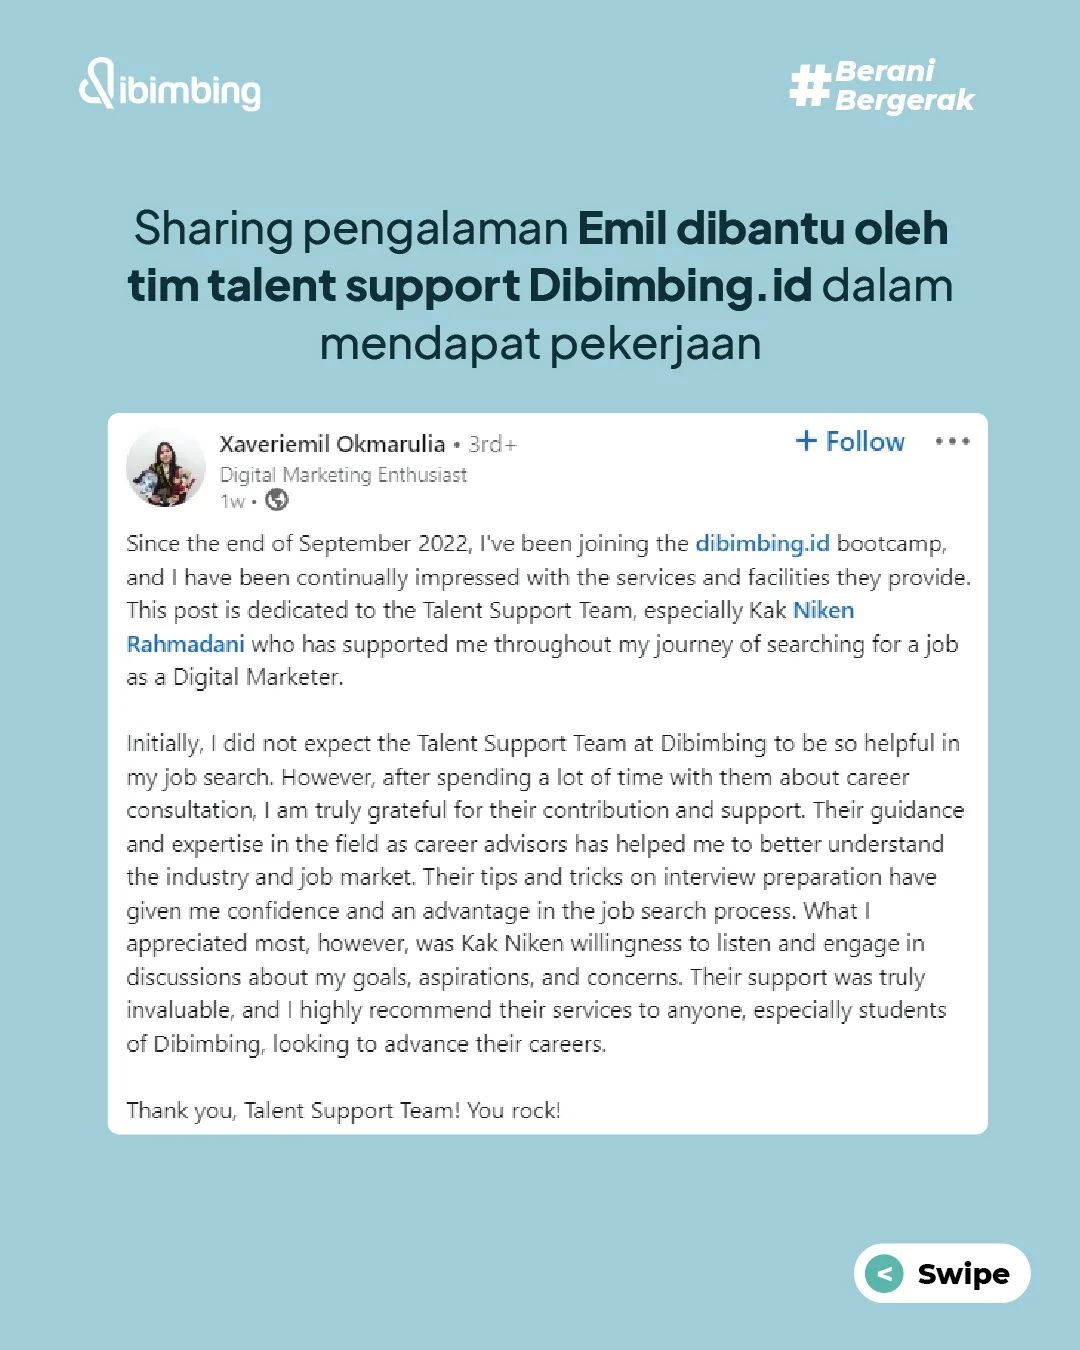 dibimbing
#Berani
Bergerak
Sharing pengalaman Emil dibantu oleh
tim talent support Dibimbing.id dalam
mendapat pekerjaan
Xaveriemil Okmarulia • 3rd+
+ Follow •••
Digital Marketing Enthusiast
1w •
Since the end of September 2022, I've been joining the dibimbing.id bootcamp,
and I have been continually impressed with the services and facilities they provide.
This post is dedicated to the Talent Support Team, especially Kak Niken
Rahmadani who has supported me throughout my journey of searching for a job
as a Digital Marketer.
Initially, I did not expect the Talent Support Team at Dibimbing to be so helpful in
my job search. However, after spending a lot of time with them about career
consultation, I am truly grateful for their contribution and support. Their guidance
and expertise in the field as career advisors has helped me to better understand
the industry and job market. Their tips and tricks on interview preparation have
given me confidence and an advantage in the job search process. What I
appreciated most, however, was Kak Niken willingness to listen and engage in
discussions about my goals, aspirations, and concerns. Their support was truly
invaluable, and I highly recommend their services to anyone, especially students
of Dibimbing, looking to advance their careers.
Thank you, Talent Support Team! You rock!
< Swipe